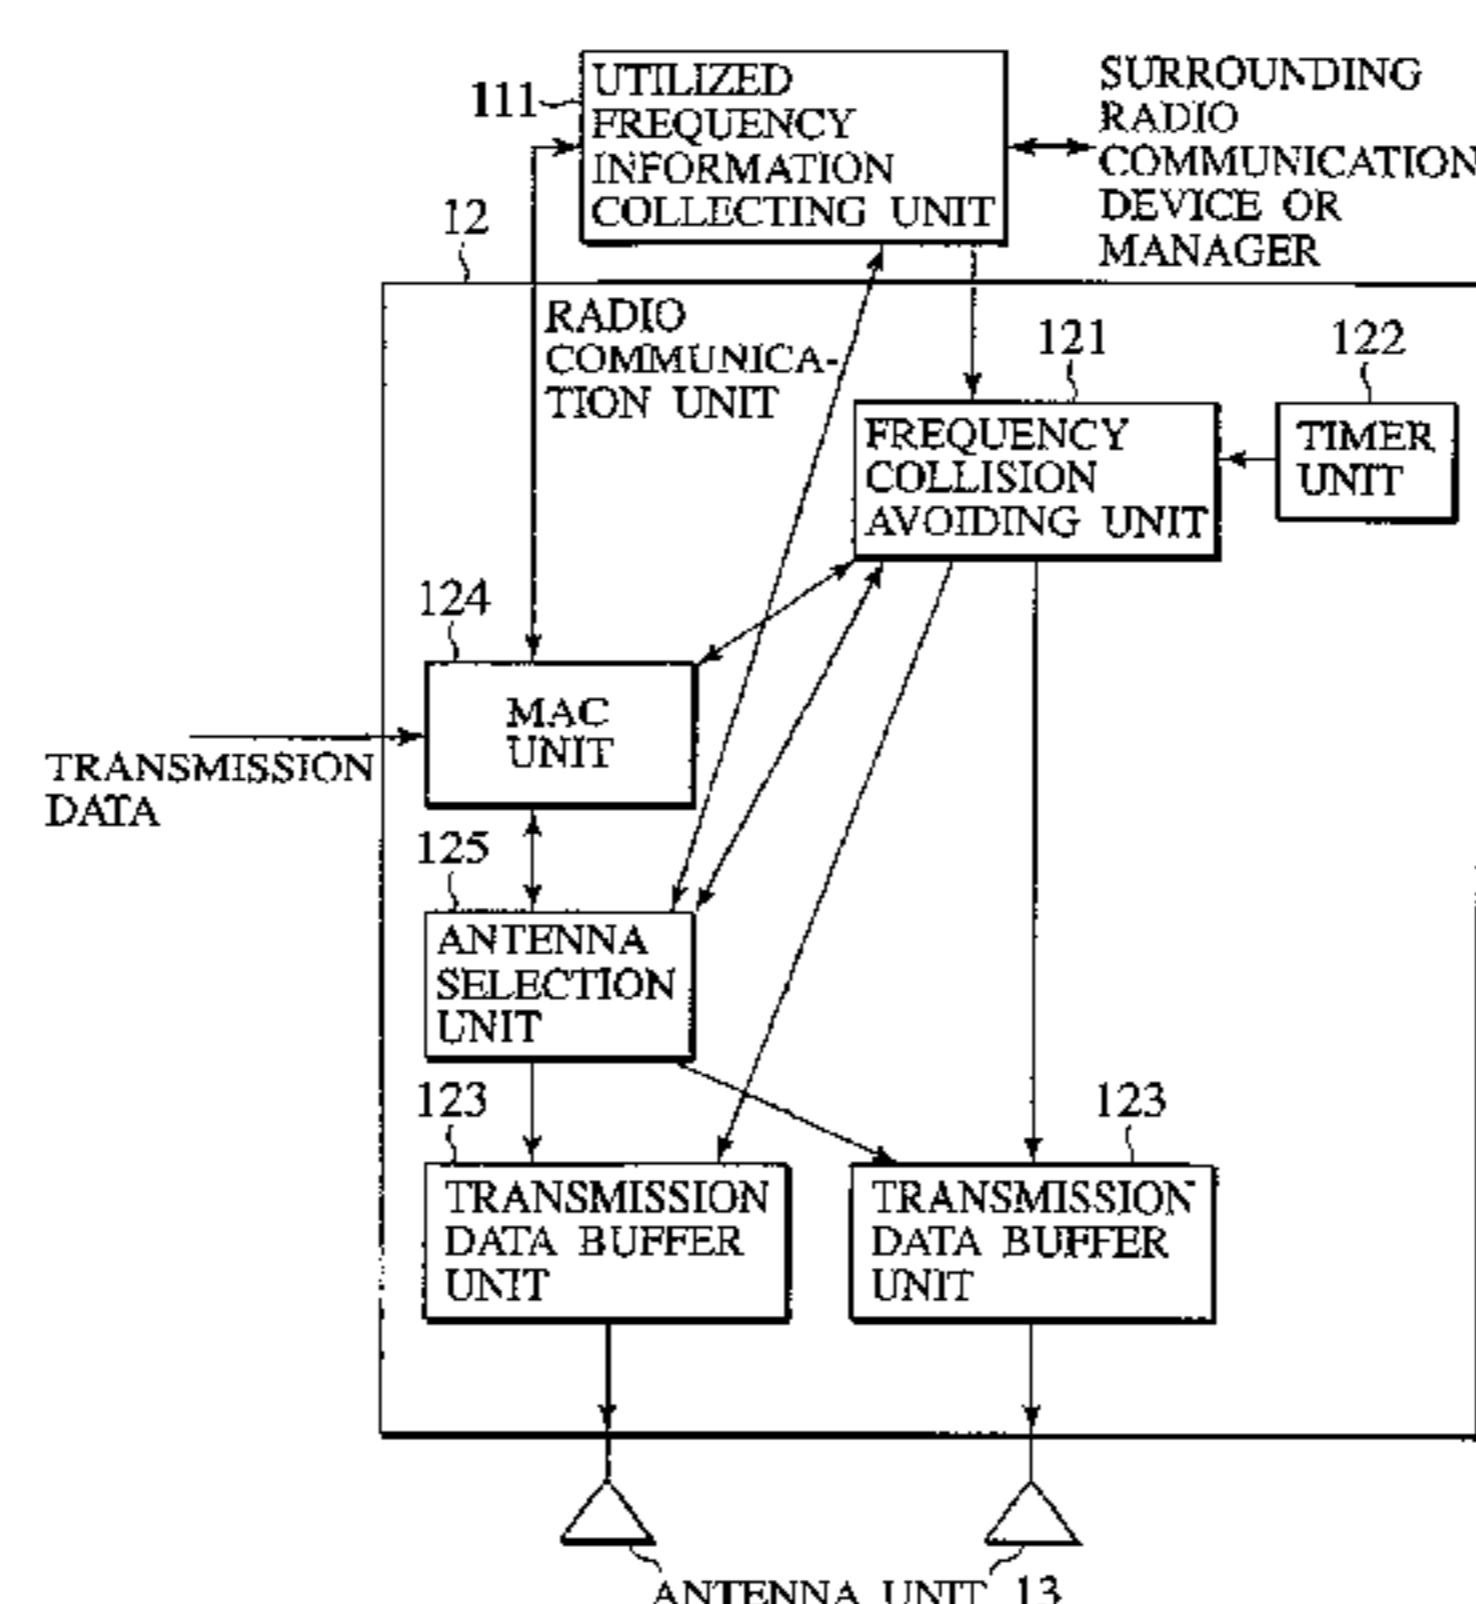 111
UTILIZED
FREQUENCY
INFORMATION
COLLECTING UNIT
SURROUNDING
RADIO
COMMUNICATION
DEVICE OR
MANAGER
12
RADIO
COMMUNICA-
TION UNIT
121
122
FREQUENCY
COLLISION
AVOIDING UNIT
TIMER
UNIT
124
MAC
UNIT
TRANSMISSION
DATA
125
ANTENNA
SELECTION
UNIT
123
123
TRANSMISSION
DATA BUFFER
UNIT
TRANSMISSION
DATA BUFFER
UNIT
ANTENNA UNIT 13